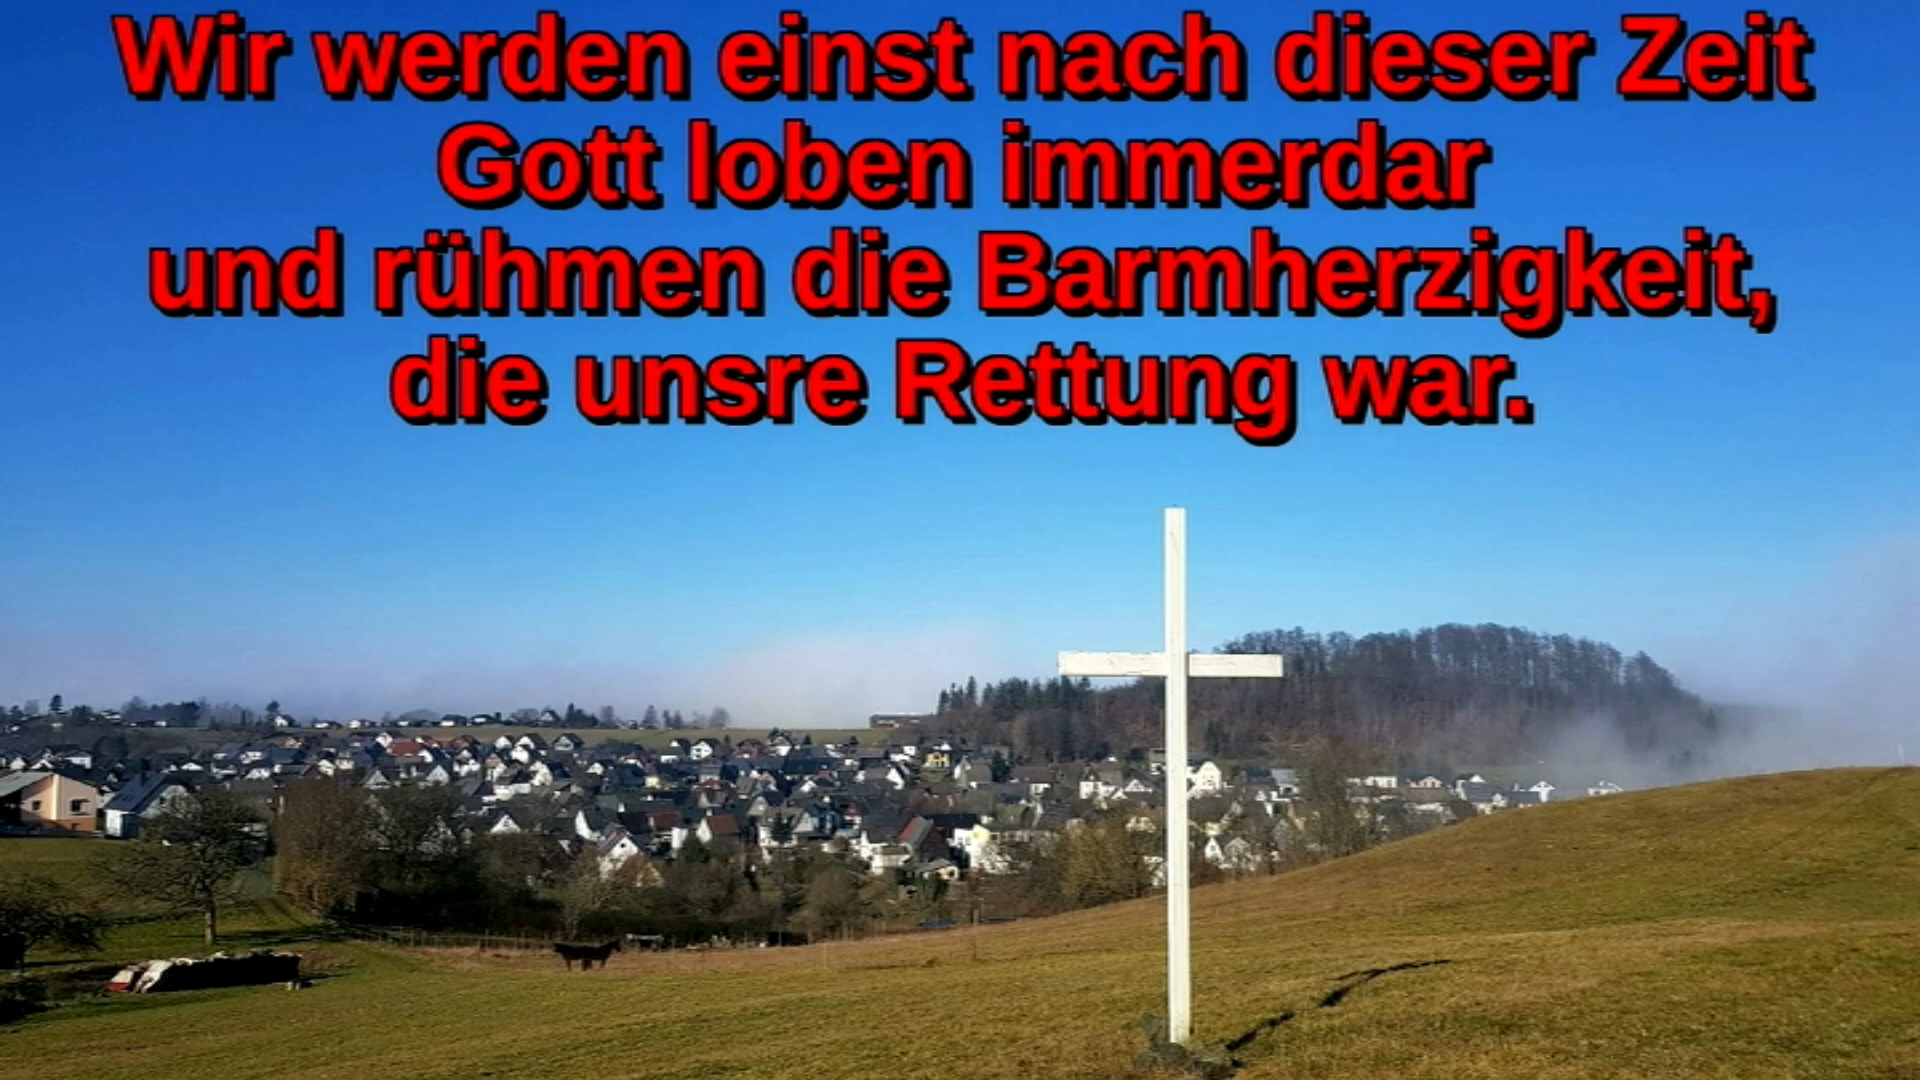 Wir werden einst nach dieser Zeit
Gott loben immerdar
und rühmen die Barmherzigkeit,
die unsre Rettung war.